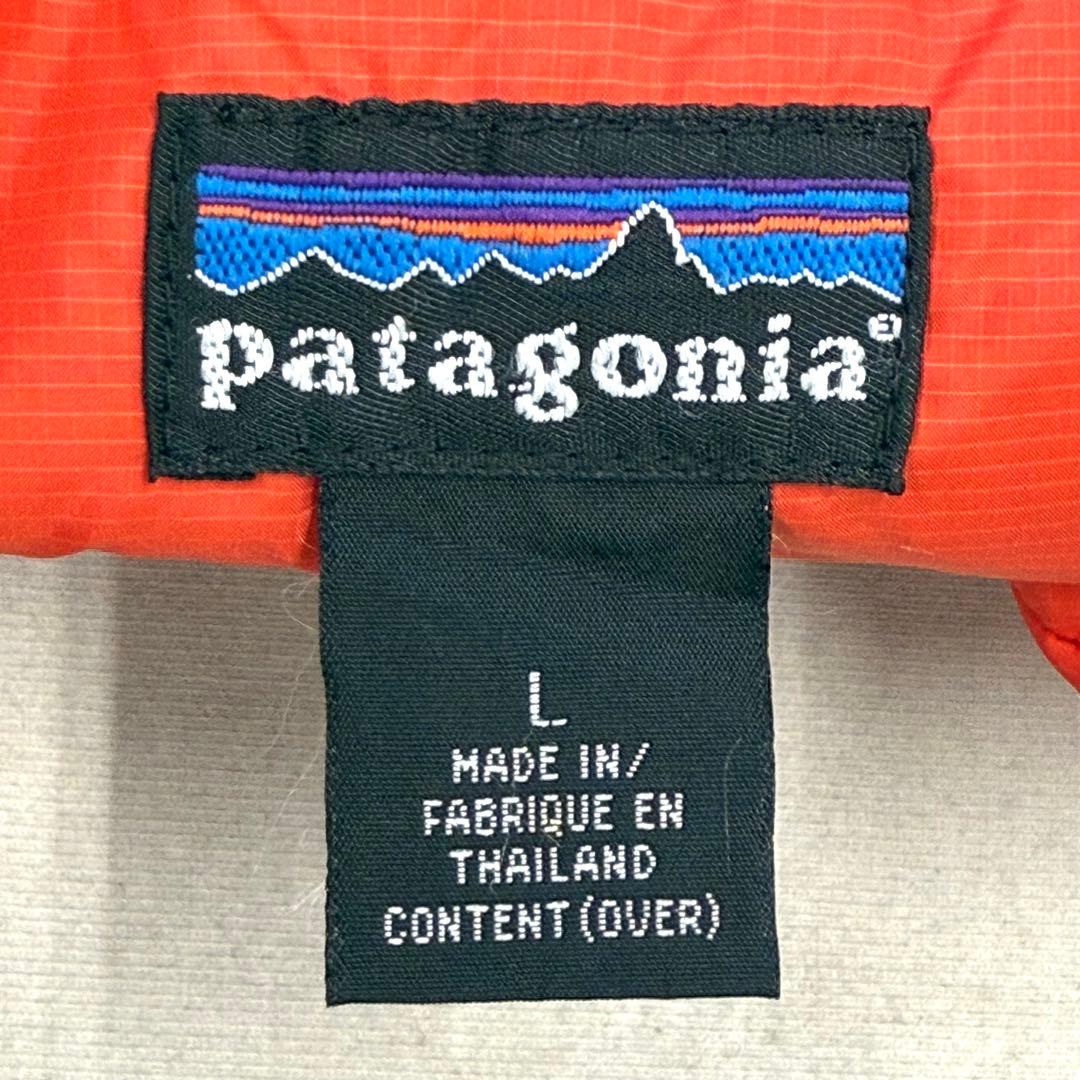 patagonia®
L
MADE IN/
FABRIQUE EN
THAILAND
CONTENT (OVER)